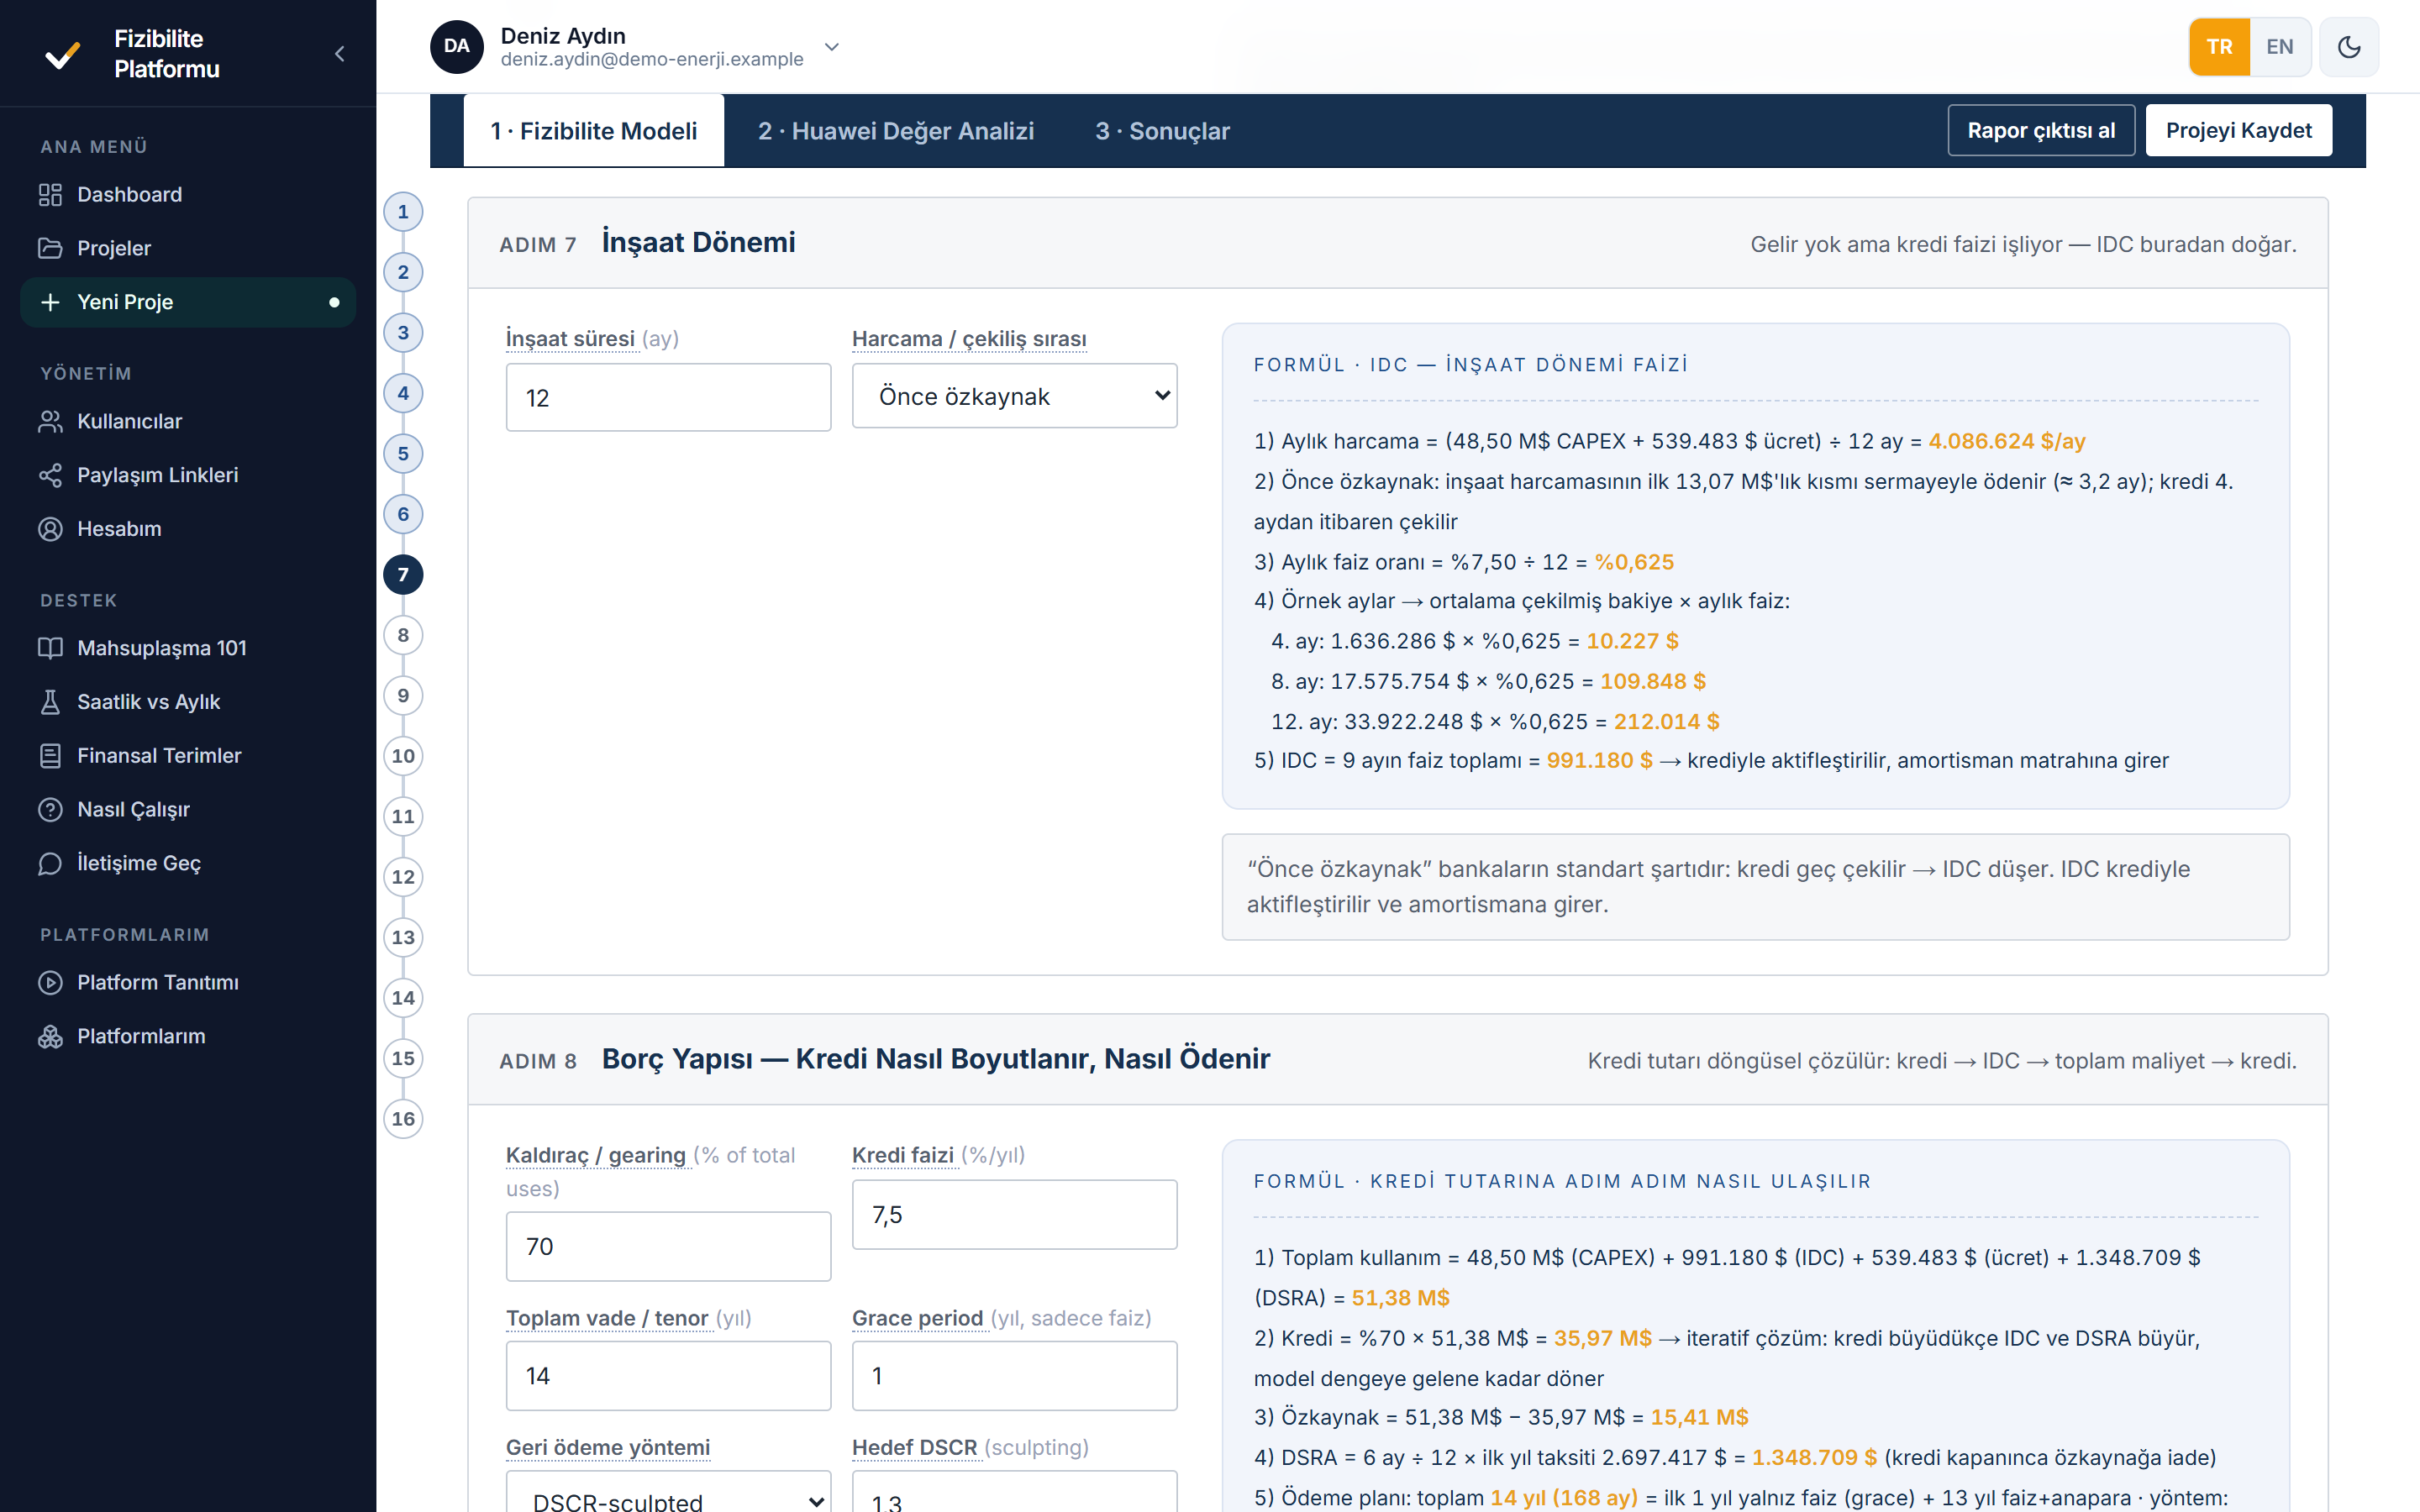 Fizibilite
Platformu
ANA MENÜ
Dashboard
Projeler
Yeni Proje
YÖNETİM
Kullanıcılar
Paylaşım Linkleri
Hesabım
DESTEK
Mahsuplaşma 101
Saatlik vs Aylık
Finansal Terimler
Nasıl Çalışır
İletişime Geç
PLATFORMLARIM
Platform Tanıtımı
Platformlarım
DA
Deniz Aydın
deniz.aydin@demo-enerji.example
TR
EN
1 · Fizibilite Modeli
2 · Huawei Değer Analizi
3 · Sonuçlar
Rapor çıktısı al
Projeyi Kaydet
1
2
3
4
5
6
7
8
9
10
11
12
13
14
15
16
ADIM 7 İnşaat Dönemi
Gelir yok ama kredi faizi işliyor — IDC buradan doğar.
İnşaat süresi (ay)
12
Harcama / çekiliş sırası
Önce özkaynak
FORMÜL · IDC — İNŞAAT DÖNEMİ FAİZİ
1) Aylık harcama = (48,50 M$ CAPEX + 539.483 $ ücret) ÷ 12 ay = 4.086.624 $/ay
2) Önce özkaynak: inşaat harcamasının ilk 13,07 M$'lık kısmı sermayeyle ödenir (≈ 3,2 ay); kredi 4.
aydan itibaren çekilir
3) Aylık faiz oranı = %7,50 ÷ 12 = %0,625
4) Örnek aylar → ortalama çekilmiş bakiye × aylık faiz:
4. ay: 1.636.286 $ × %0,625 = 10.227 $
8. ay: 17.575.754 $ × %0,625 = 109.848 $
12. ay: 33.922.248 $ × %0,625 = 212.014 $
5) IDC = 9 ayın faiz toplamı = 991.180 $ → krediyle aktifleştirilir, amortisman matrahına girer
“Önce özkaynak” bankaların standart şartıdır: kredi geç çekilir → IDC düşer. IDC krediyle
aktifleştirilir ve amortismana girer.
ADIM 8 Borç Yapısı — Kredi Nasıl Boyutlanır, Nasıl Ödenir
Kredi tutarı döngüsel çözülür: kredi → IDC → toplam maliyet → kredi.
Kaldıraç / gearing (% of total
uses)
70
Kredi faizi (%/yıl)
7,5
Toplam vade / tenor (yıl)
14
Grace period (yıl, sadece faiz)
1
Geri ödeme yöntemi
DSCR-sculpted
Hedef DSCR (sculpting)
1,3
FORMÜL · KREDİ TUTARINA ADIM ADIM NASIL ULAŞILIR
1) Toplam kullanım = 48,50 M$ (CAPEX) + 991.180 $ (IDC) + 539.483 $ (ücret) + 1.348.709 $
(DSRA) = 51,38 M$
2) Kredi = %70 × 51,38 M$ = 35,97 M$ → iteratif çözüm: kredi büyüdükçe IDC ve DSRA büyür,
model dengeye gelene kadar döner
3) Özkaynak = 51,38 M$ − 35,97 M$ = 15,41 M$
4) DSRA = 6 ay ÷ 12 × ilk yıl taksiti 2.697.417 $ = 1.348.709 $ (kredi kapanınca özkaynağa iade)
5) Ödeme planı: toplam 14 yıl (168 ay) = ilk 1 yıl yalnız faiz (grace) + 13 yıl faiz+anapara · yöntem: